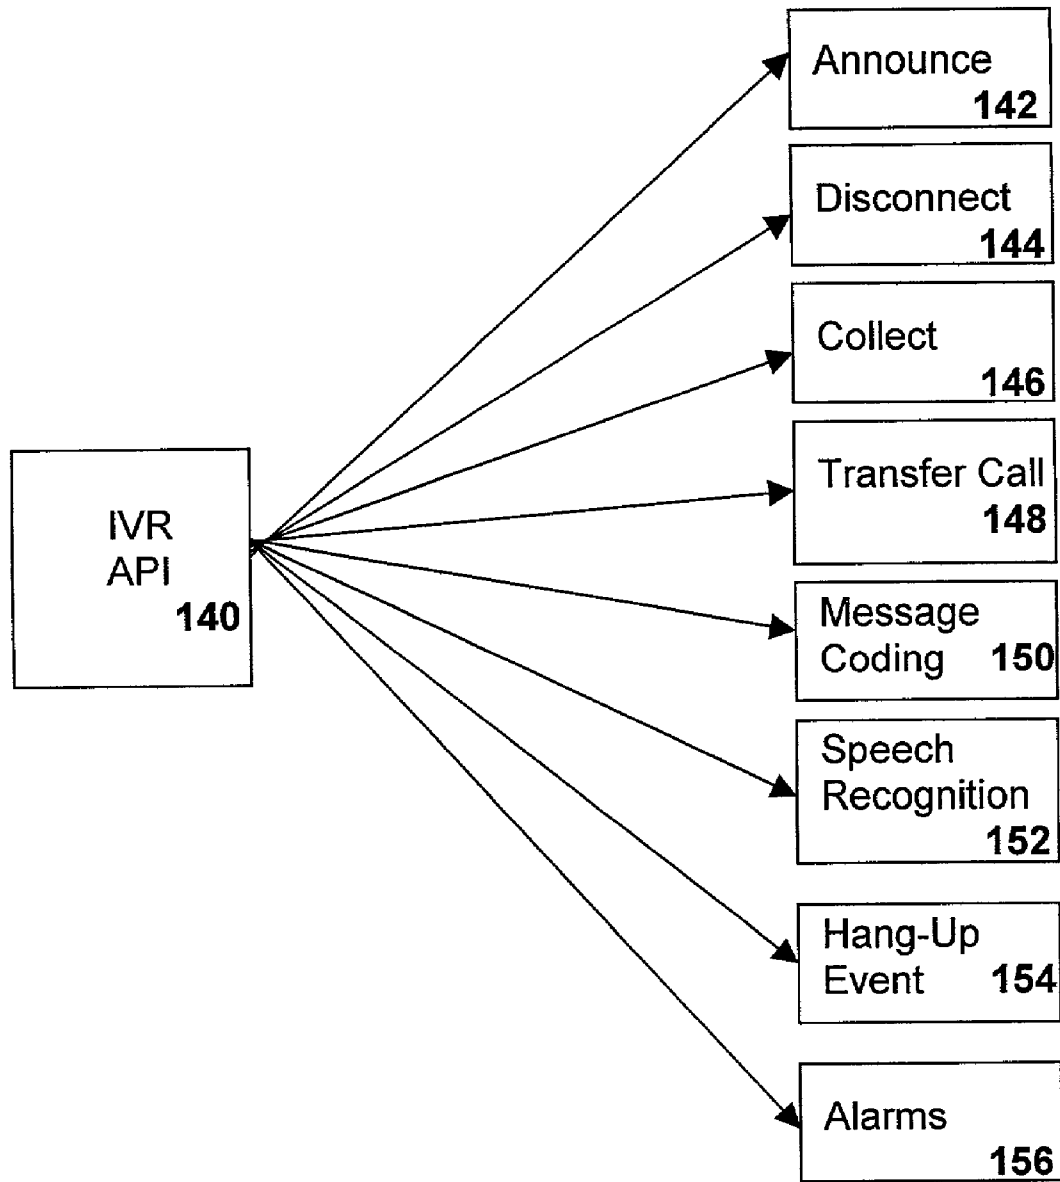 Announce
142
Disconnect
144
Collect
146
Transfer Call
148
IVR
API
140
Message
Coding 150
Speech
Recognition
152
Hang-Up
Event 154
Alarms
156